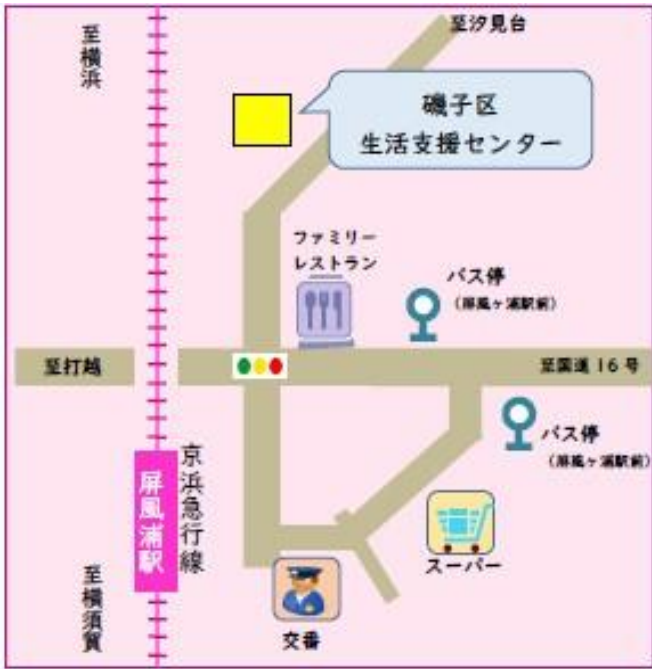 至汐見台
至横浜
磯子区
生活支援センター
ファミリー
レストラン
バス停
(屏風ヶ浦駅前)
至打越
至国道 16 号
バス停
(屏風ヶ浦駅前)
京浜急行線
屏風浦駅
スーパー
至横須賀
交番